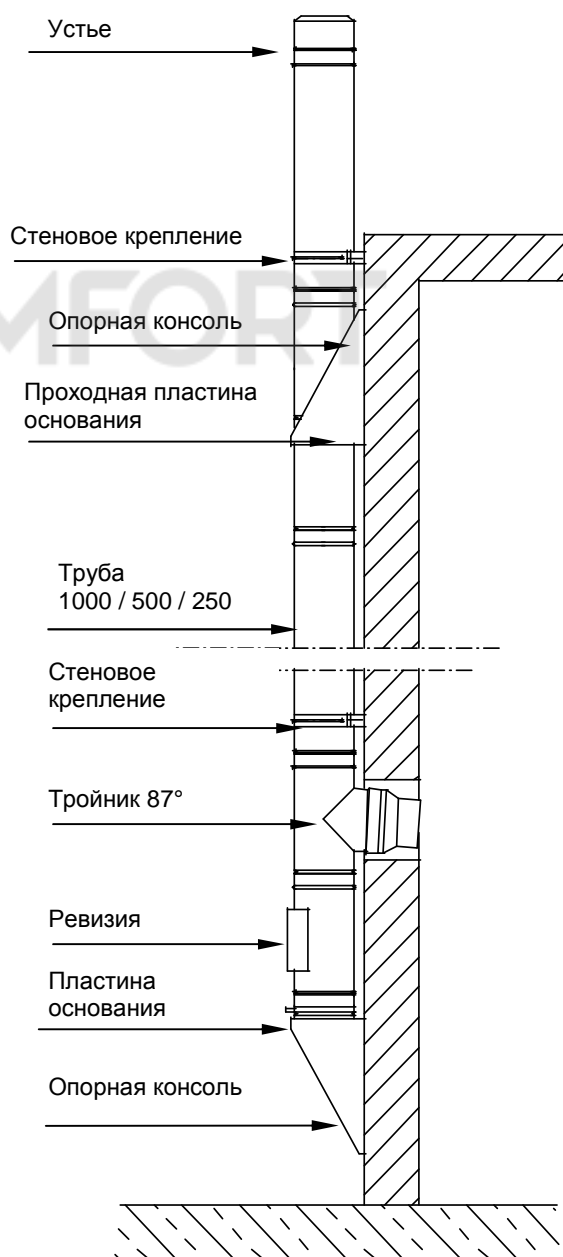 Устье
Стеновое крепление
MFORT
Опорная консоль
Проходная пластина
основания
Труба
1000 / 500 / 250
Стеновое
крепление
Тройник 87°
Ревизия
Пластина
основания
Опорная консоль